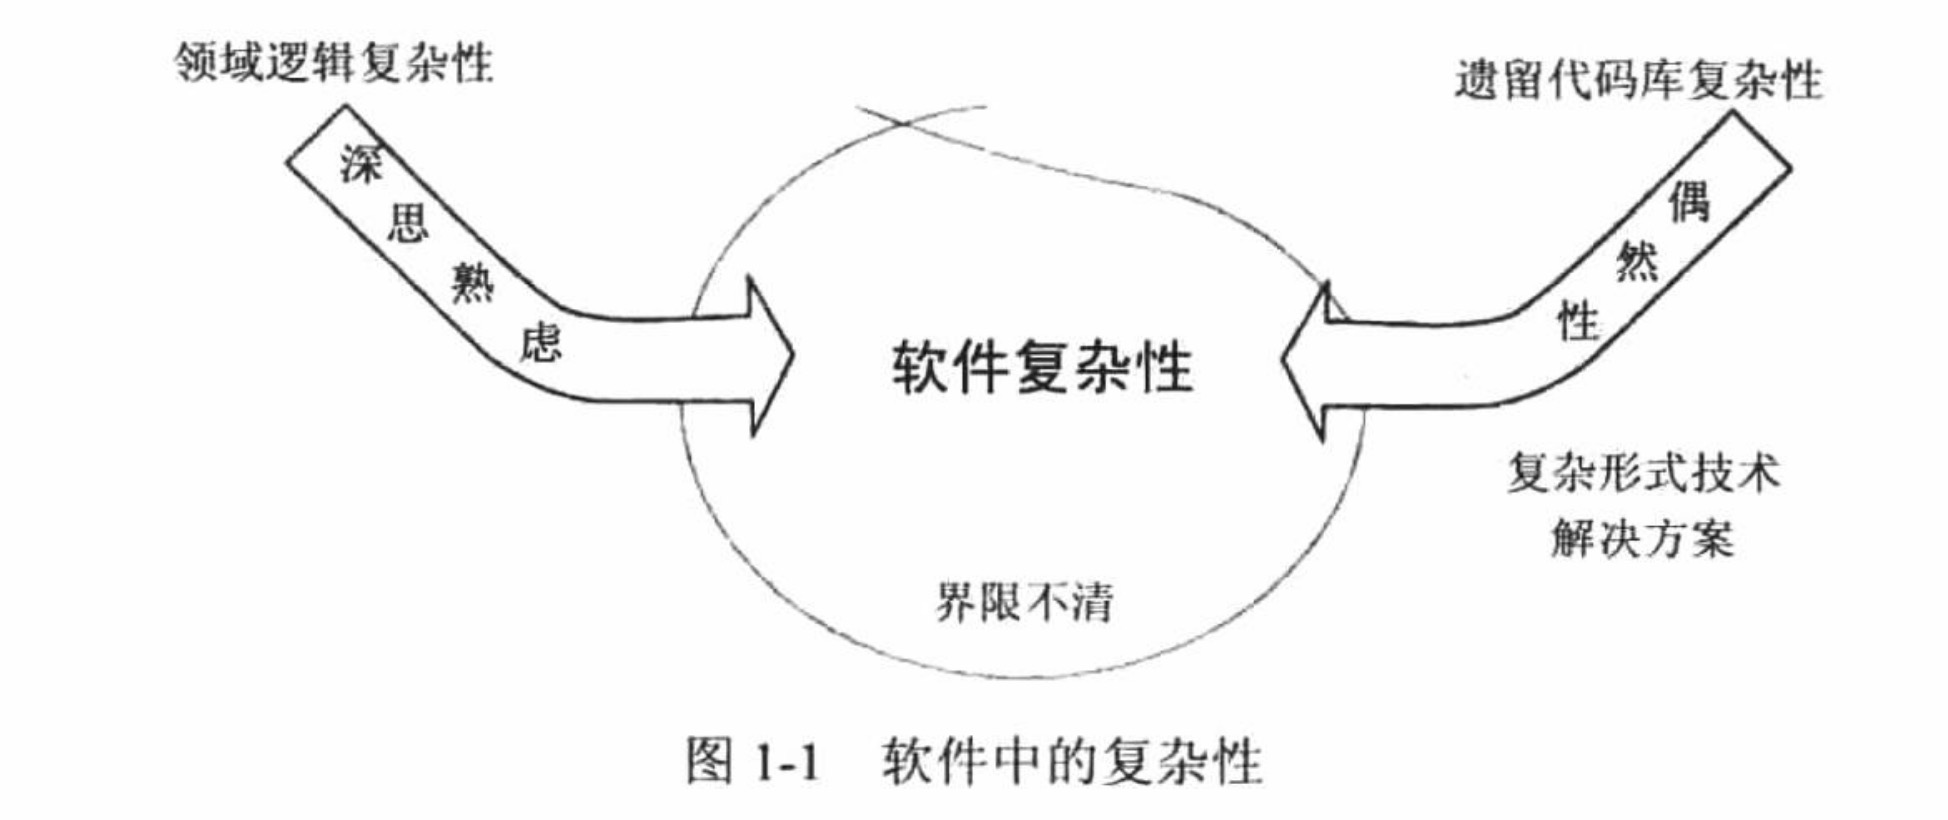 领域逻辑复杂性
遗留代码库复杂性
深思熟虑
偶然性
软件复杂性
复杂形式技术
解决方案
界限不清
图 1-1 软件中的复杂性